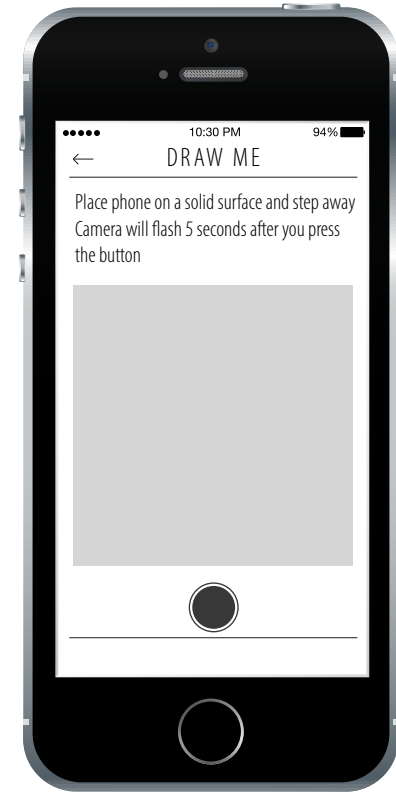 10:30 PM 94%
DRAW ME
Place phone on a solid surface and step away
Camera will flash 5 seconds after you press
the button